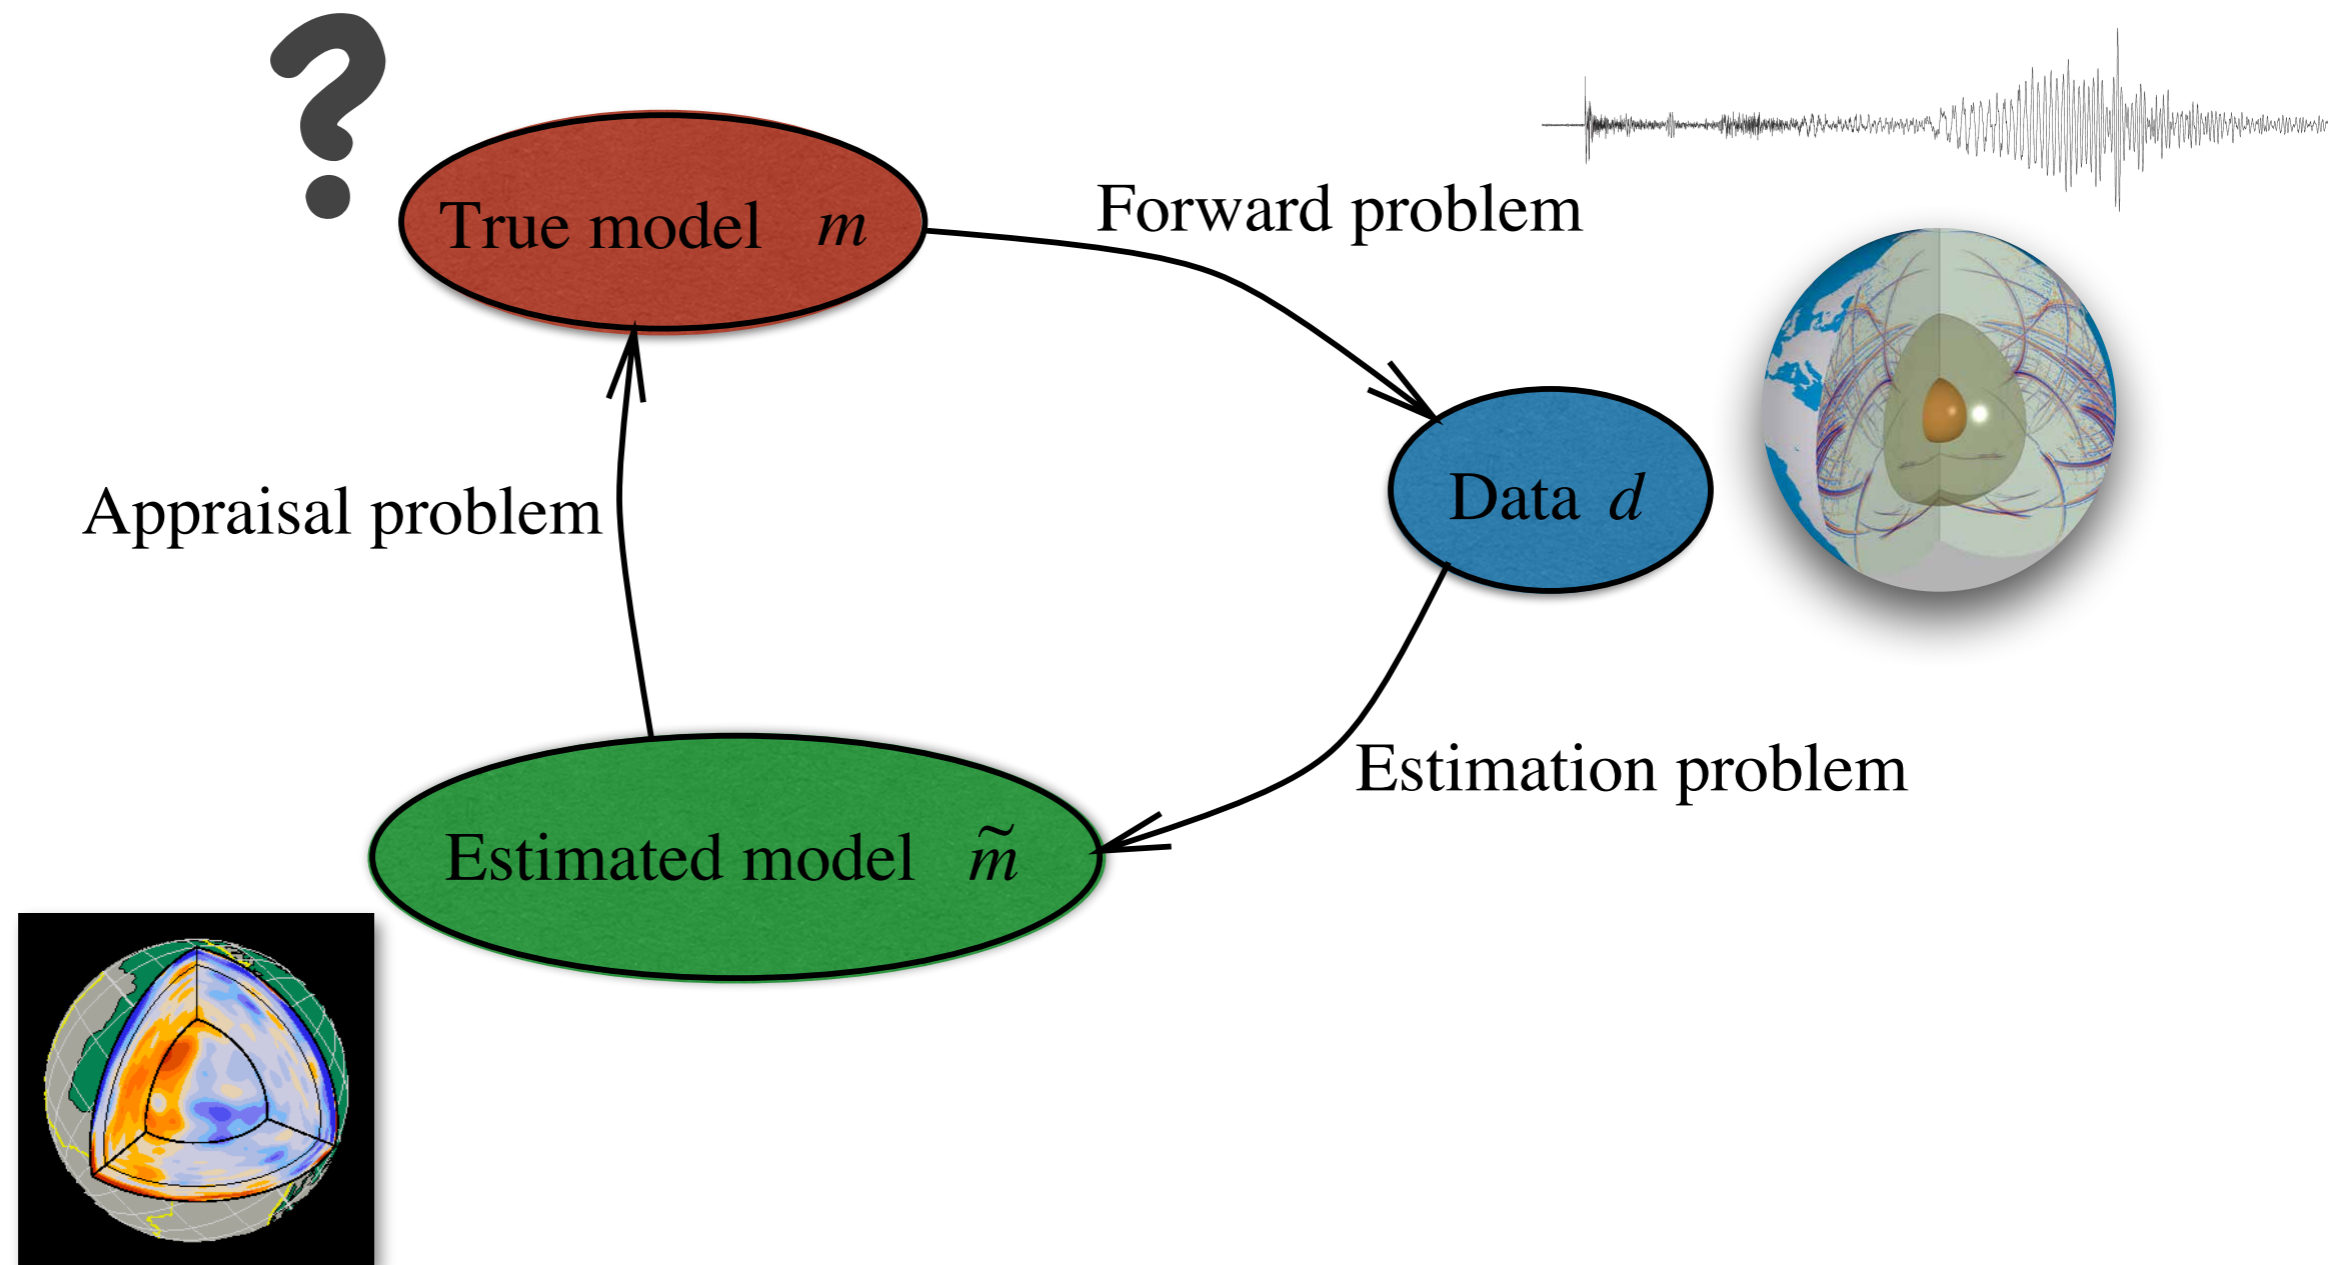 ?
True model m
Forward problem
Data d
Appraisal problem
Estimation problem
Estimated model m̃